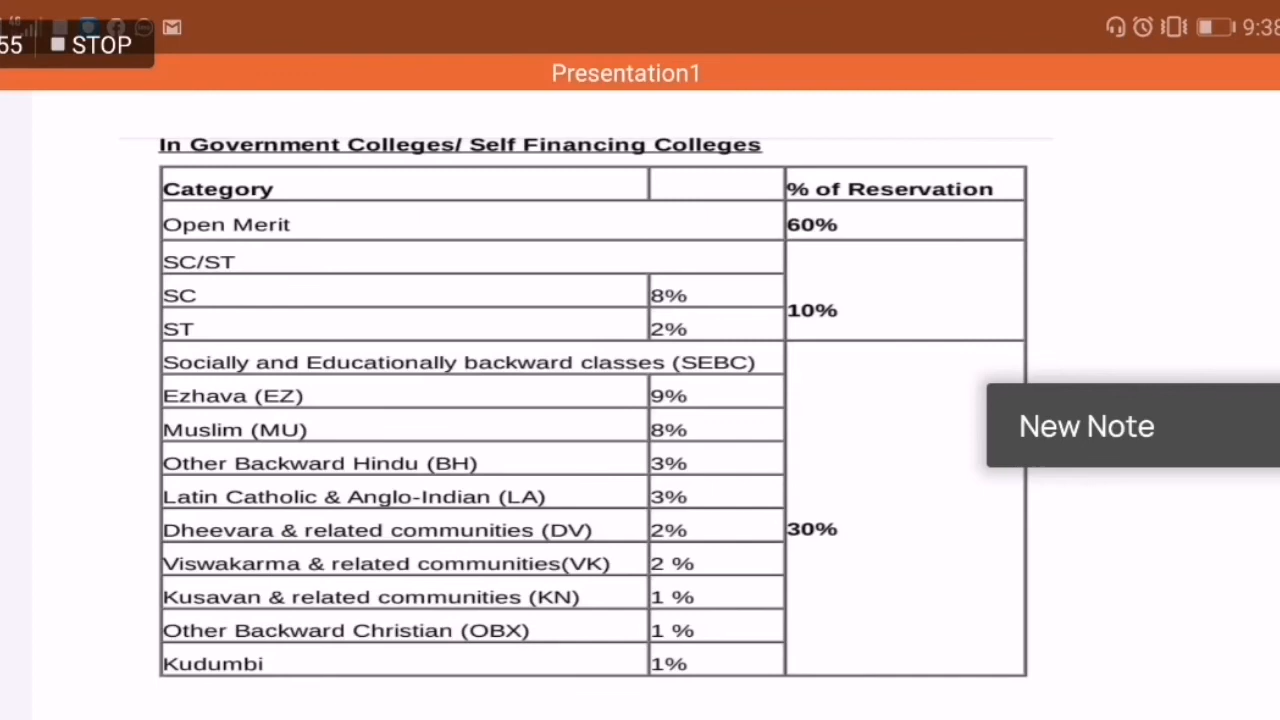 55 STOP 9:38
Presentation1
In Government Colleges/ Self Financing Colleges
Category % of Reservation
Open Merit 60%
SC/ST
SC 8%
10%
ST 2%
Socially and Educationally backward classes (SEBC)
Ezhava (EZ) 9%
Muslim (MU) 8%
New Note
Other Backward Hindu (BH) 3%
Latin Catholic & Anglo-Indian (LA) 3%
Dheevara & related communities (DV) 2%
30%
Viswakarma & related communities(VK) 2 %
Kusavan & related communities (KN) 1 %
Other Backward Christian (OBX) 1 %
Kudumbi 1%